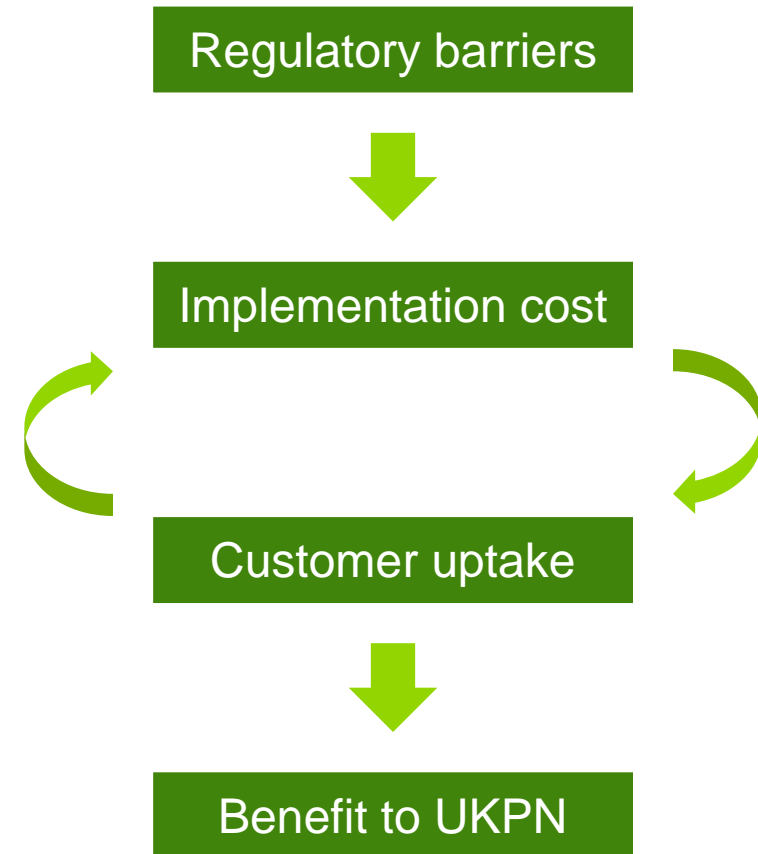 Regulatory barriers
Implementation cost
Customer uptake
Benefit to UKPN